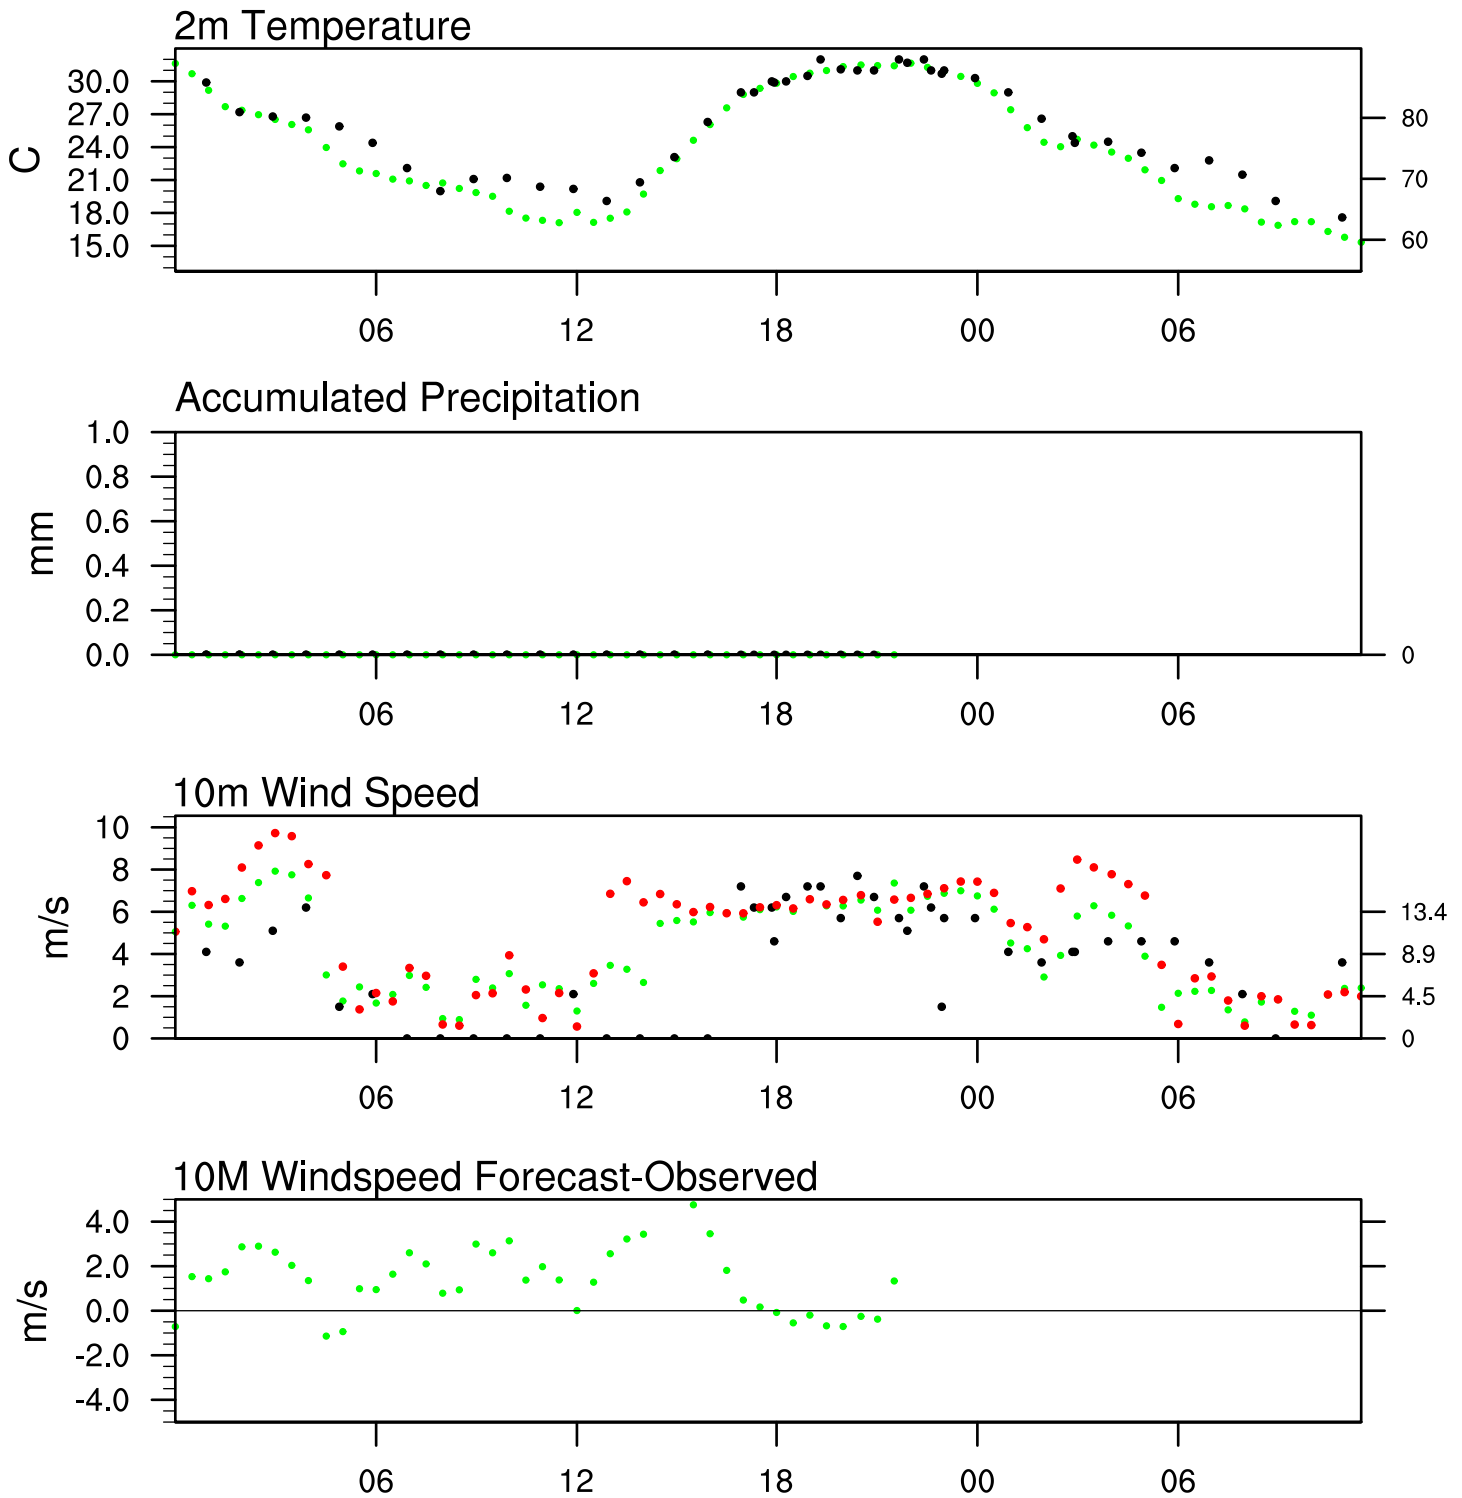 2m Temperature
C
30.0
27.0
24.0
21.0
18.0
15.0
80
70
60
06 12 18 00 06
Accumulated Precipitation
mm
1.0
0.8
0.6
0.4
0.2
0.0
0
06 12 18 00 06
10m Wind Speed
m/s
10
8
6
4
2
0
13.4
8.9
4.5
0
06 12 18 00 06
10M Windspeed Forecast-Observed
m/s
4.0
2.0
0.0
-2.0
-4.0
06 12 18 00 06